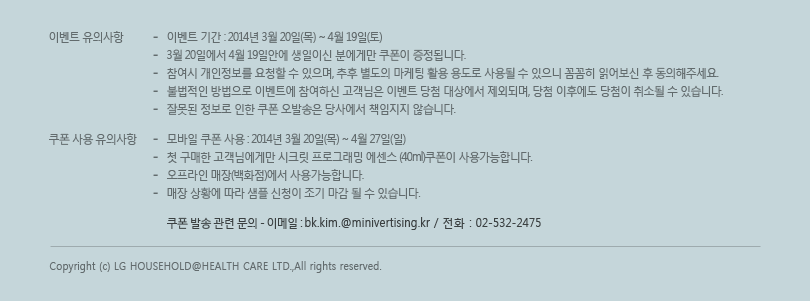 이벤트 유의사항 - 이벤트 기간 : 2014년 3월 20일(목) ~ 4월 19일(토)
- 3월 20일에서 4월 19일안에 생일이신 분에게만 쿠폰이 증정됩니다.
- 참여시 개인정보를 요청할 수 있으며, 추후 별도의 마케팅 활용 용도로 사용될 수 있으니 꼼꼼히 읽어보신 후 동의해주세요.
- 불법적인 방법으로 이벤트에 참여하신 고객님은 이벤트 당첨 대상에서 제외되며, 당첨 이후에도 당첨이 취소될 수 있습니다.
- 잘못된 정보로 인한 쿠폰 오발송은 당사에서 책임지지 않습니다.
쿠폰 사용 유의사항 - 모바일 쿠폰 사용 : 2014년 3월 20일(목) ~ 4월 27일(일)
- 첫 구매한 고객님에게만 시크릿 프로그래밍 에센스 (40ml)쿠폰이 사용가능합니다.
- 오프라인 매장(백화점)에서 사용가능합니다.
- 매장 상황에 따라 샘플 신청이 조기 마감 될 수 있습니다.
쿠폰 발송 관련 문의 - 이메일 : bk.kim.@minivertising.kr / 전화 : 02-532-2475
Copyright (c) LG HOUSEHOLD@HEALTH CARE LTD.,All rights reserved.